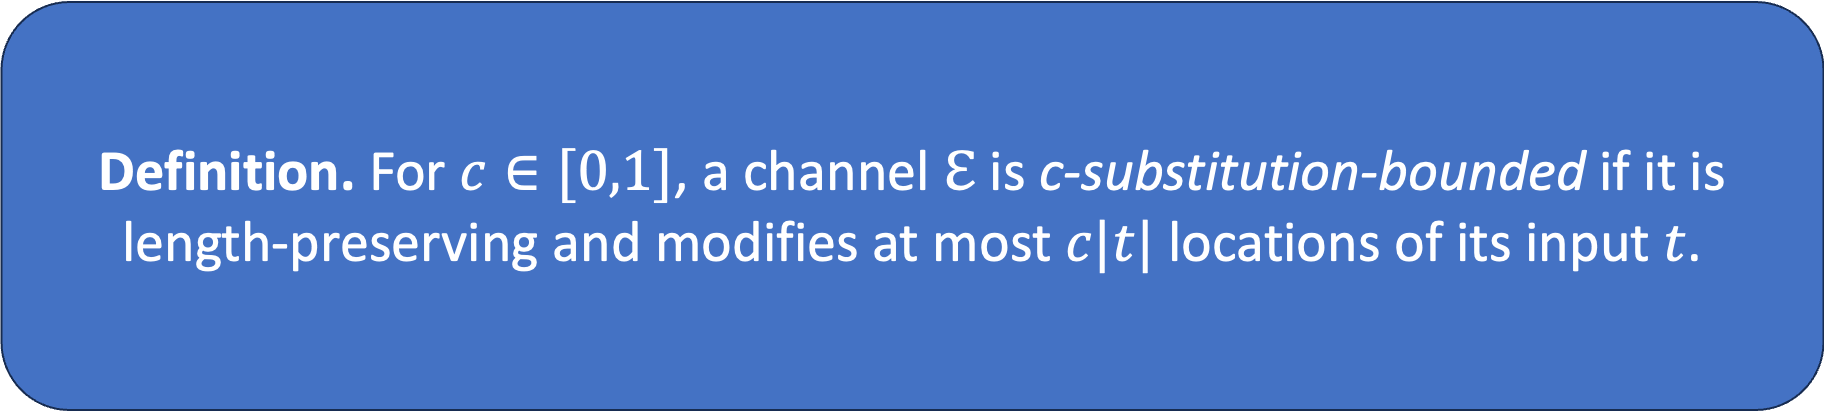 Definition. For c ∈ [0,1], a channel ℰ is c-substitution-bounded if it is
length-preserving and modifies at most c|t| locations of its input t.